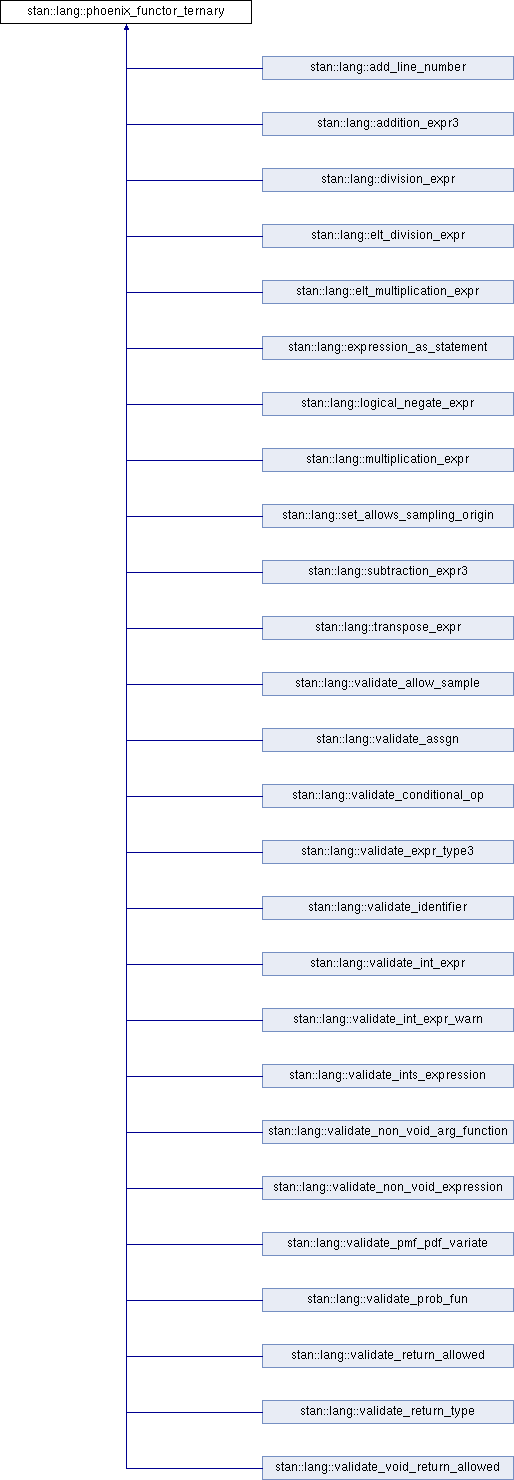 stan::lang::phoenix_functor_ternary
stan::lang::add_line_number
stan::lang::addition_expr3
stan::lang::division_expr
stan::lang::elt_division_expr
stan::lang::elt_multiplication_expr
stan::lang::expression_as_statement
stan::lang::logical_negate_expr
stan::lang::multiplication_expr
stan::lang::set_allows_sampling_origin
stan::lang::subtraction_expr3
stan::lang::transpose_expr
stan::lang::validate_allow_sample
stan::lang::validate_assgn
stan::lang::validate_conditional_op
stan::lang::validate_expr_type3
stan::lang::validate_identifier
stan::lang::validate_int_expr
stan::lang::validate_int_expr_warn
stan::lang::validate_ints_expression
stan::lang::validate_non_void_arg_function
stan::lang::validate_non_void_expression
stan::lang::validate_pmf_pdf_variate
stan::lang::validate_prob_fun
stan::lang::validate_return_allowed
stan::lang::validate_return_type
stan::lang::validate_void_return_allowed